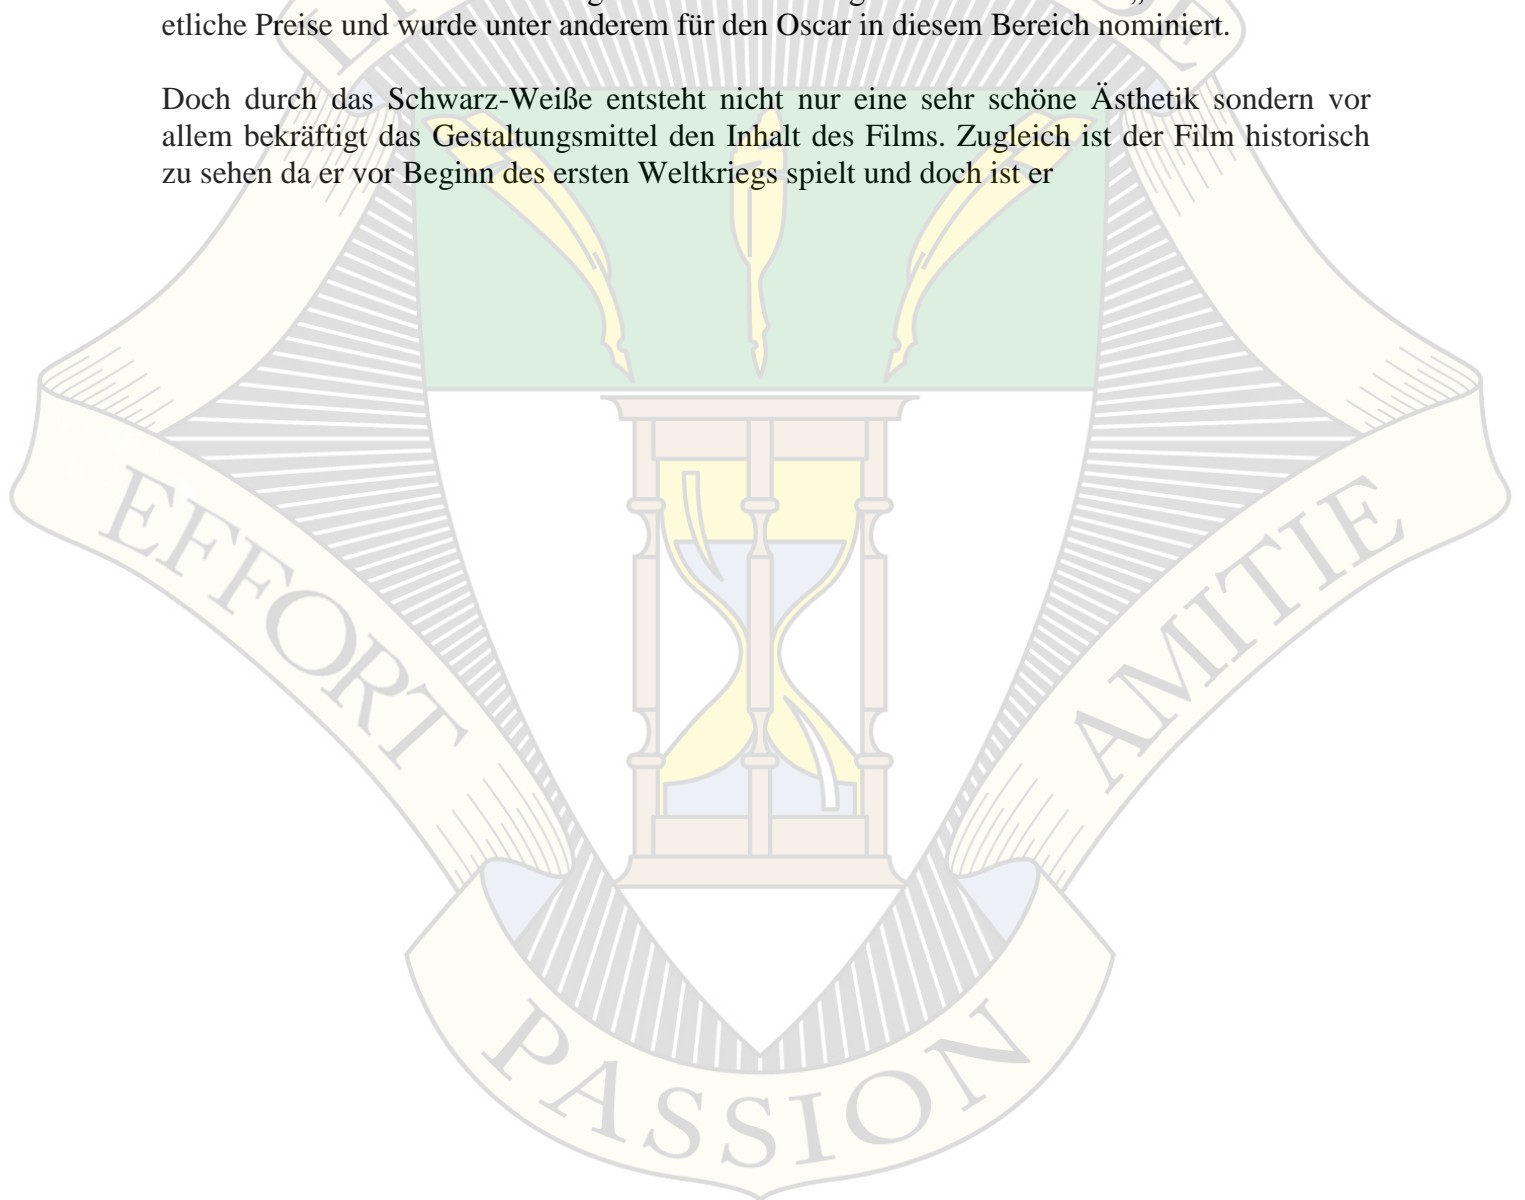 etliche Preise und wurde unter anderem für den Oscar in diesem Bereich nominiert.
Doch durch das Schwarz-Weiße entsteht nicht nur eine sehr schöne Ästhetik sondern vor
allem bekräftigt das Gestaltungsmittel den Inhalt des Films. Zugleich ist der Film historisch
zu sehen da er vor Beginn des ersten Weltkriegs spielt und doch ist er
EFFORT
AMITIE
PASSION